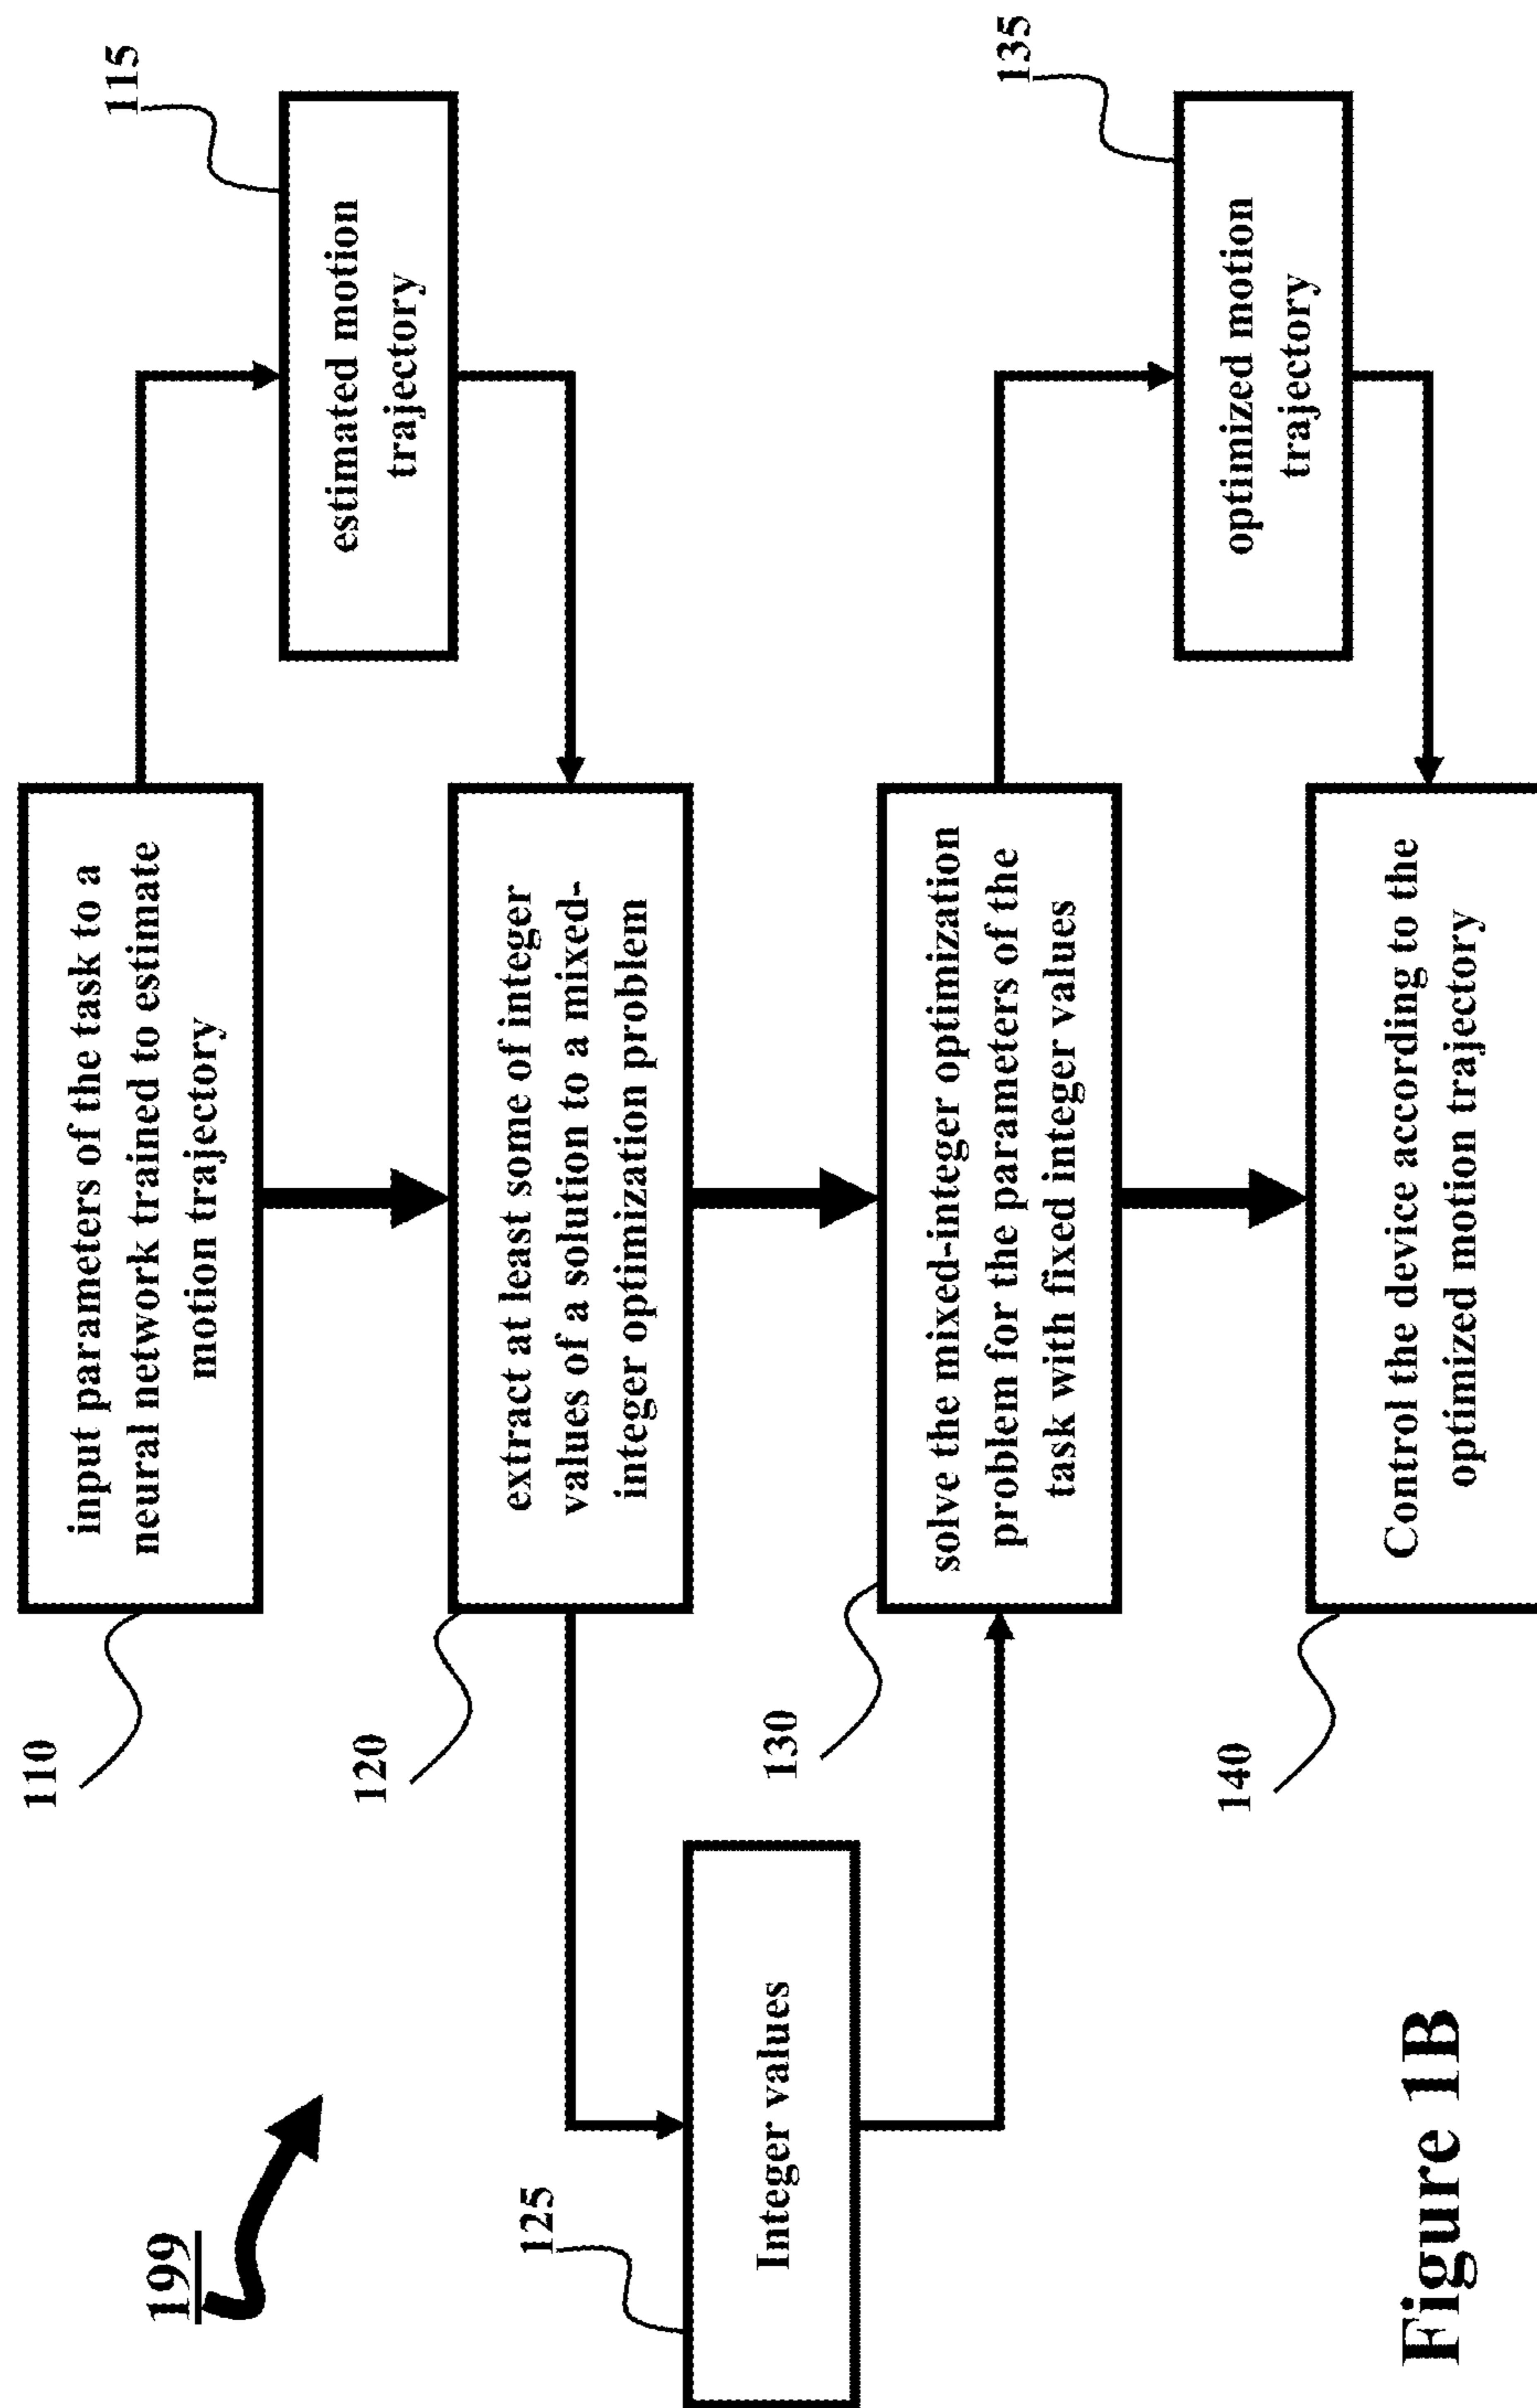 199
110
input parameters of the task to a
neural network trained to estimate
motion trajectory
115
estimated motion
trajectory
120
extract at least some of integer
values of a solution to a mixed-
integer optimization problem
125
Integer values
130
solve the mixed-integer optimization
problem for the parameters of the
task with fixed integer values
135
optimized motion
trajectory
140
Control the device according to the
optimized motion trajectory
Figure 1B